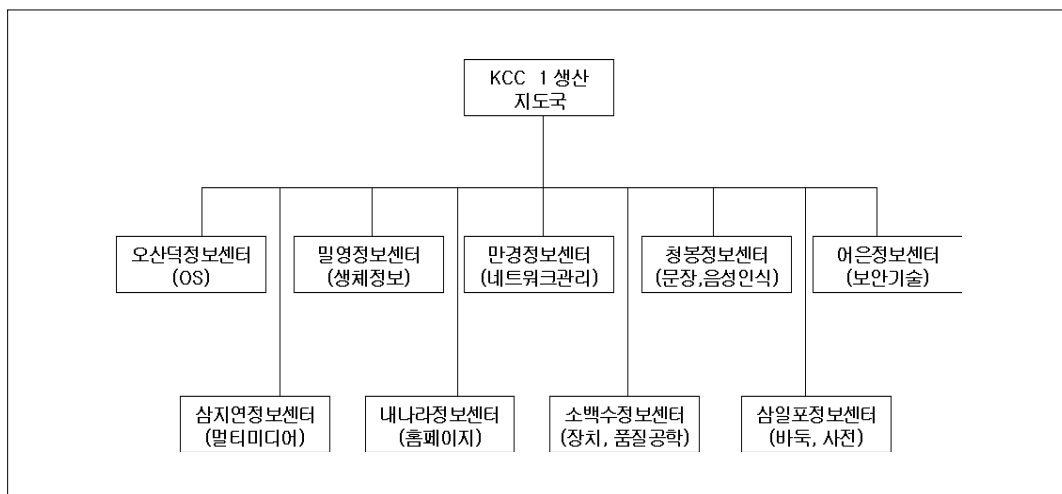 KCC 1 생산
지도국
오산덕정보센터
(OS)
밀영정보센터
(생체정보)
만경정보센터
(네트워크관리)
청봉정보센터
(문장,음성인식)
어은정보센터
(보안기술)
삼지연정보센터
(멀티미디어)
내나라정보센터
(홈페이지)
소백수정보센터
(장치, 품질공학)
삼일포정보센터
(바둑, 사전)